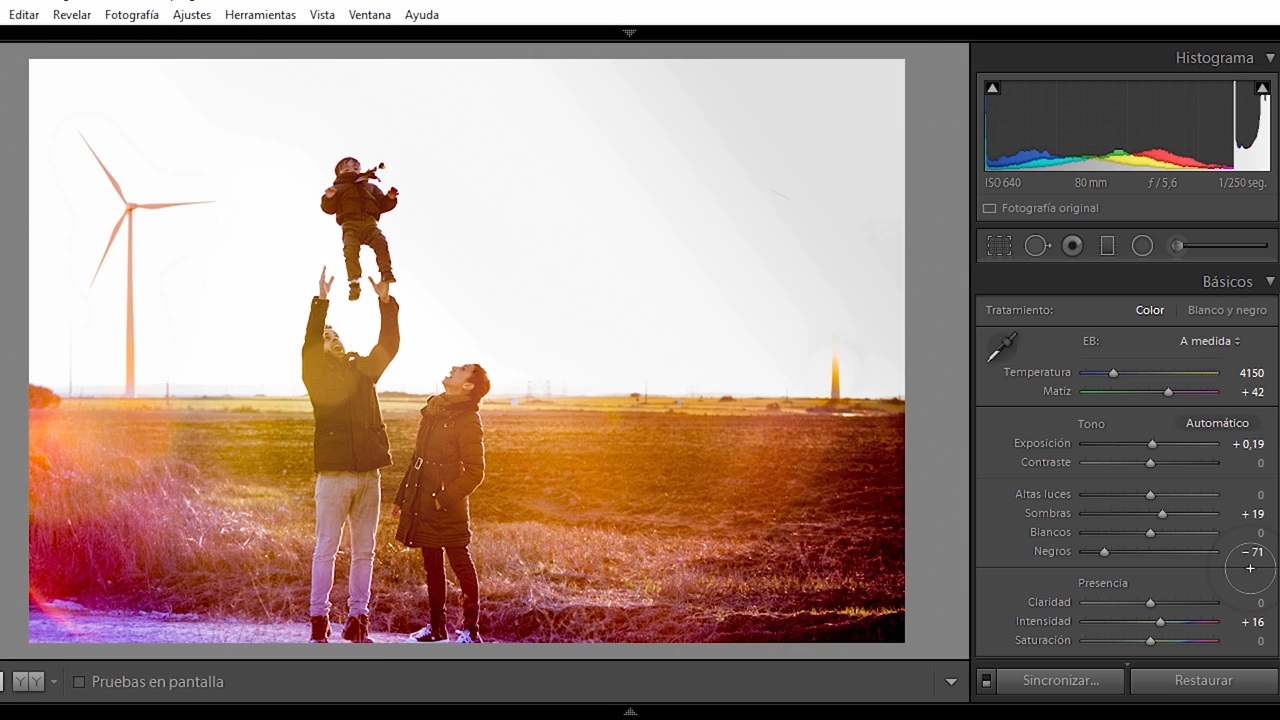 Editar Revelar Fotografía Ajustes Herramientas Vista Ventana Ayuda
Histograma
ISO 640 80 mm ƒ / 5,6 1/250 seg.
Fotografía original
Básicos
Tratamiento: Color Blanco y negro
EB: A medida
Temperatura 4150
Matiz + 42
Tono Automático
Exposición + 0,19
Contraste 0
Altas luces 0
Sombras + 19
Blancos 0
Negros – 71
Presencia
Claridad 0
Intensidad + 16
Saturación 0
YY Pruebas en pantalla
Sincronizar... Restaurar